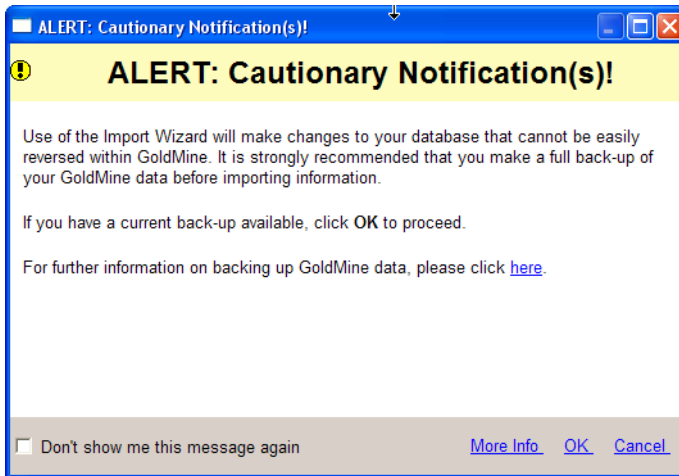 ALERT: Cautionary Notification(s)!
ALERT: Cautionary Notification(s)!
Use of the Import Wizard will make changes to your database that cannot be easily
reversed within GoldMine. It is strongly recommended that you make a full back-up of
your GoldMine data before importing information.
If you have a current back-up available, click OK to proceed.
For further information on backing up GoldMine data, please click here.
Don't show me this message again More Info OK Cancel